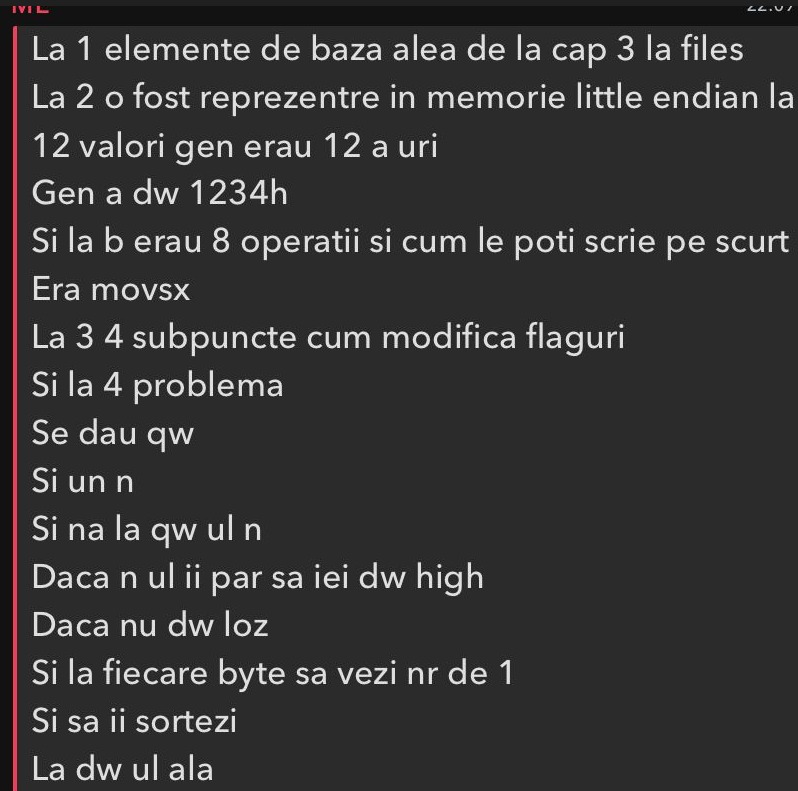 ME 22:07
La 1 elemente de baza alea de la cap 3 la files
La 2 o fost reprezentre in memorie little endian la
12 valori gen erau 12 a uri
Gen a dw 1234h
Si la b erau 8 operatii si cum le poti scrie pe scurt
Era movsx
La 3 4 subpuncte cum modifica flaguri
Si la 4 problema
Se dau qw
Si un n
Si na la qw ul n
Daca n ul ii par sa iei dw high
Daca nu dw loz
Si la fiecare byte sa vezi nr de 1
Si sa ii sortezi
La dw ul ala